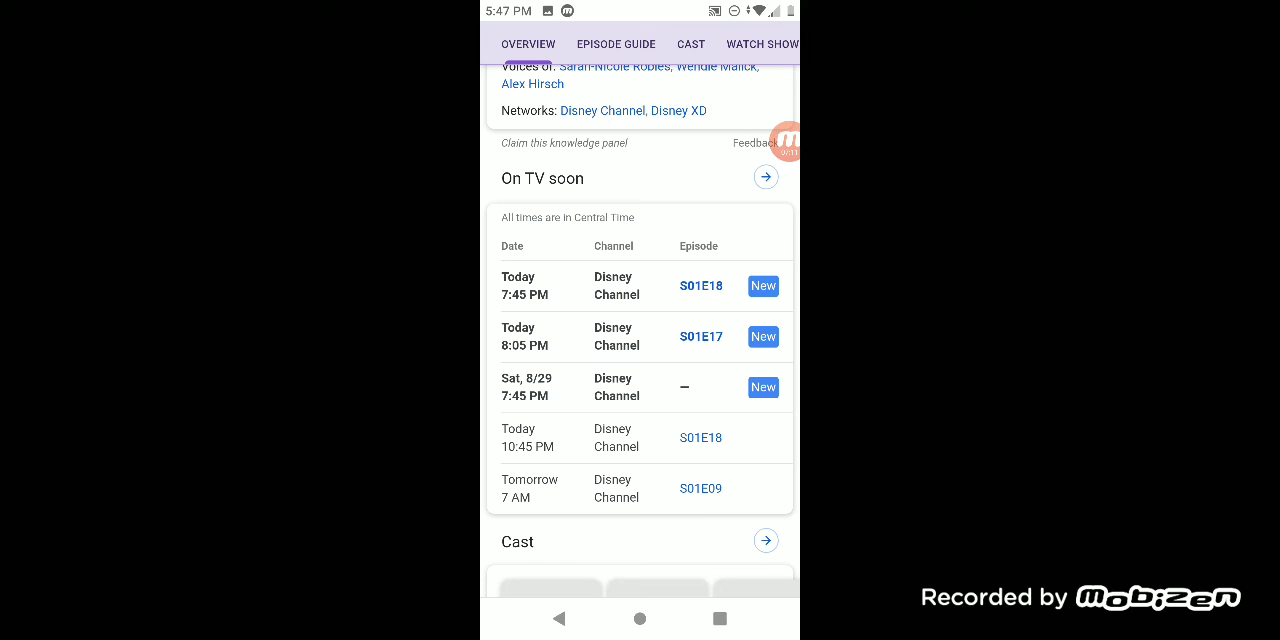 5:47 PM
OVERVIEW EPISODE GUIDE CAST WATCH SHOW
Voices of: Sarah-Nicole Robles, Wendie Malick,
Alex Hirsch
Networks: Disney Channel, Disney XD
Claim this knowledge panel Feedback
07:11
On TV soon
All times are in Central Time
Date Channel Episode
Today Disney
7:45 PM Channel S01E18 New
Today Disney
8:05 PM Channel S01E17 New
Sat, 8/29 Disney
7:45 PM Channel — New
Today Disney
10:45 PM Channel S01E18
Tomorrow Disney
7 AM Channel S01E09
Cast
Recorded by mobizen